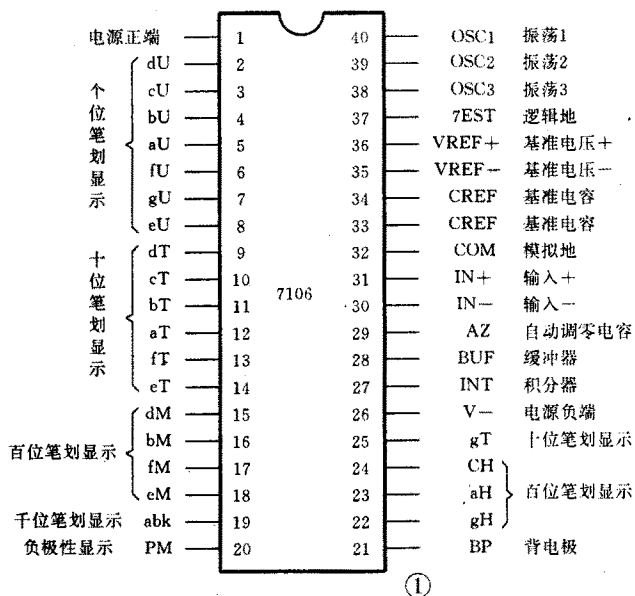 电源正端 1 40 OSC1 振荡1
dU 2 39 OSC2 振荡2
cU 3 38 OSC3 振荡3
bU 4 37 7EST 逻辑地
aU 5 36 VREF+ 基准电压+
fU 6 35 VREF- 基准电压-
gU 7 34 CREF 基准电容
eU 8 33 CREF 基准电容
个位笔划显示
dT 9 32 COM 模拟地
cT 10 31 IN+ 输入+
7106
bT 11 30 IN- 输入-
aT 12 29 AZ 自动调零电容
fT 13 28 BUF 缓冲器
eT 14 27 INT 积分器
十位笔划显示
dM 15 26 V- 电源负端
bM 16 25 gT 十位笔划显示
fM 17 24 CH
百位笔划显示
eM 18 23 aH 百位笔划显示
千位笔划显示 abk 19 22 gH
负极性显示 PM 20 21 BP 背电极
①